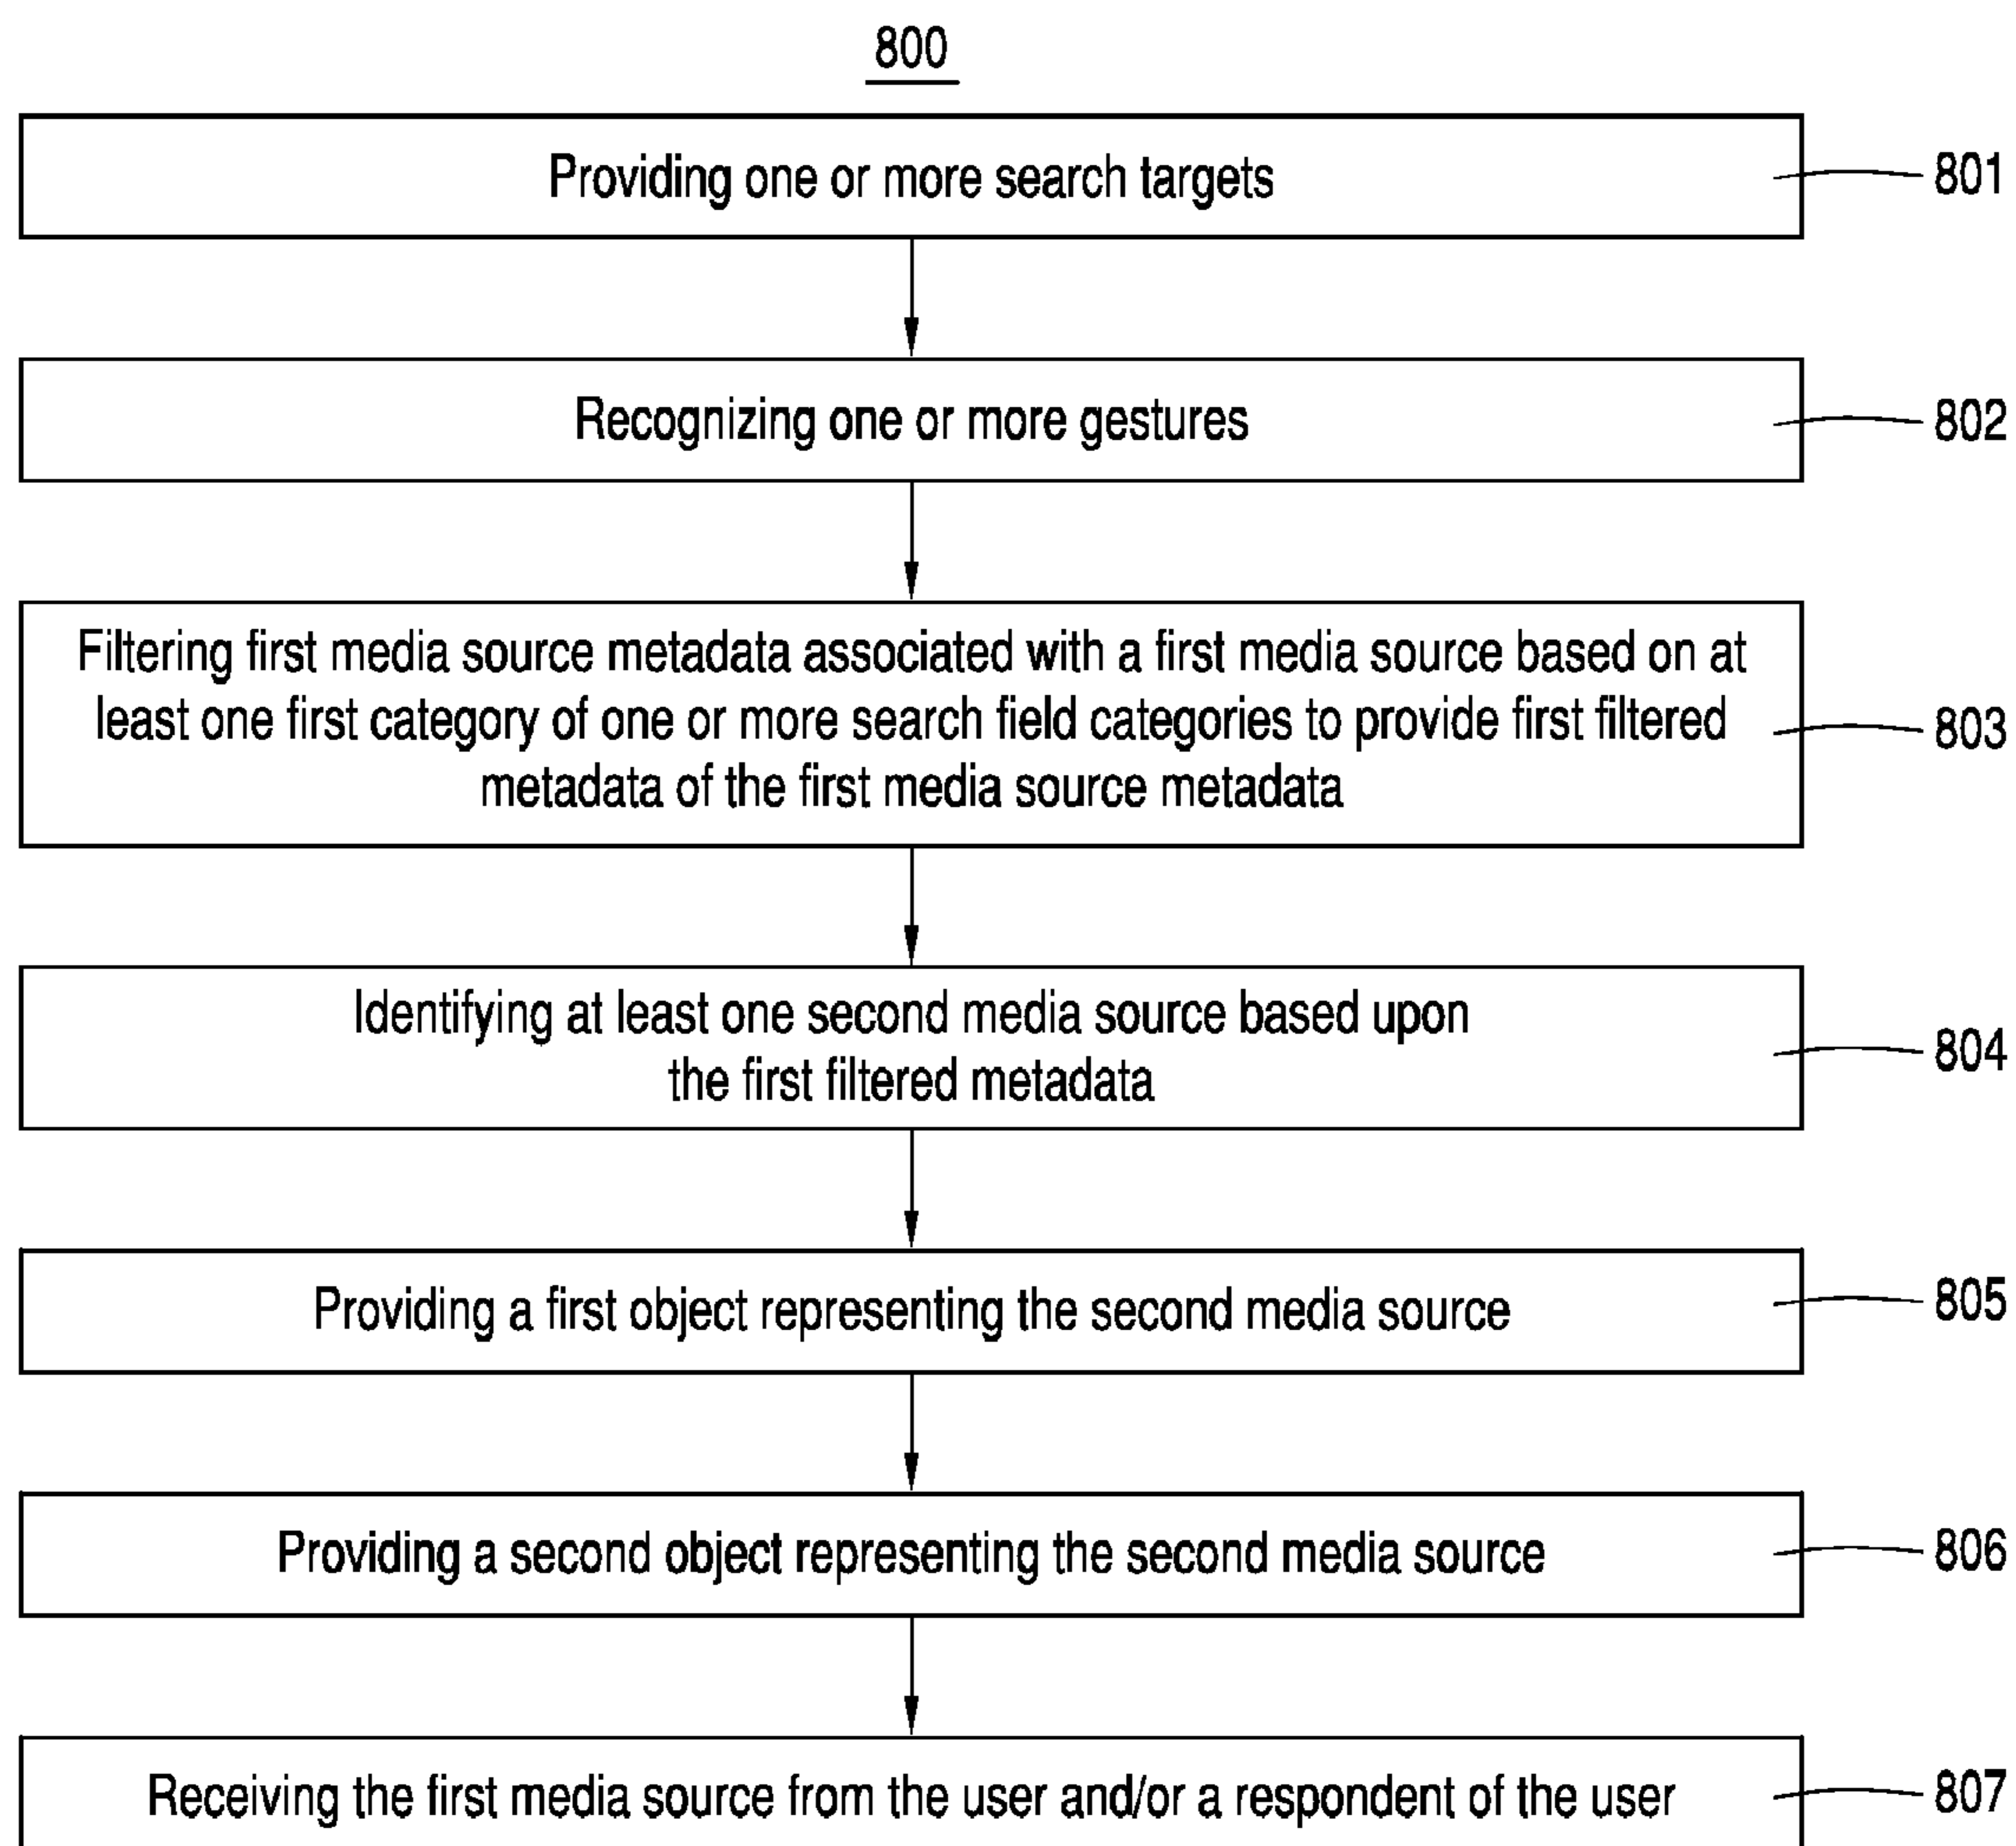 800
Providing one or more search targets
801
Recognizing one or more gestures
802
Filtering first media source metadata associated with a first media source based on at
least one first category of one or more search field categories to provide first filtered
metadata of the first media source metadata
803
Identifying at least one second media source based upon
the first filtered metadata
804
Providing a first object representing the second media source
805
Providing a second object representing the second media source
806
Receiving the first media source from the user and/or a respondent of the user
807